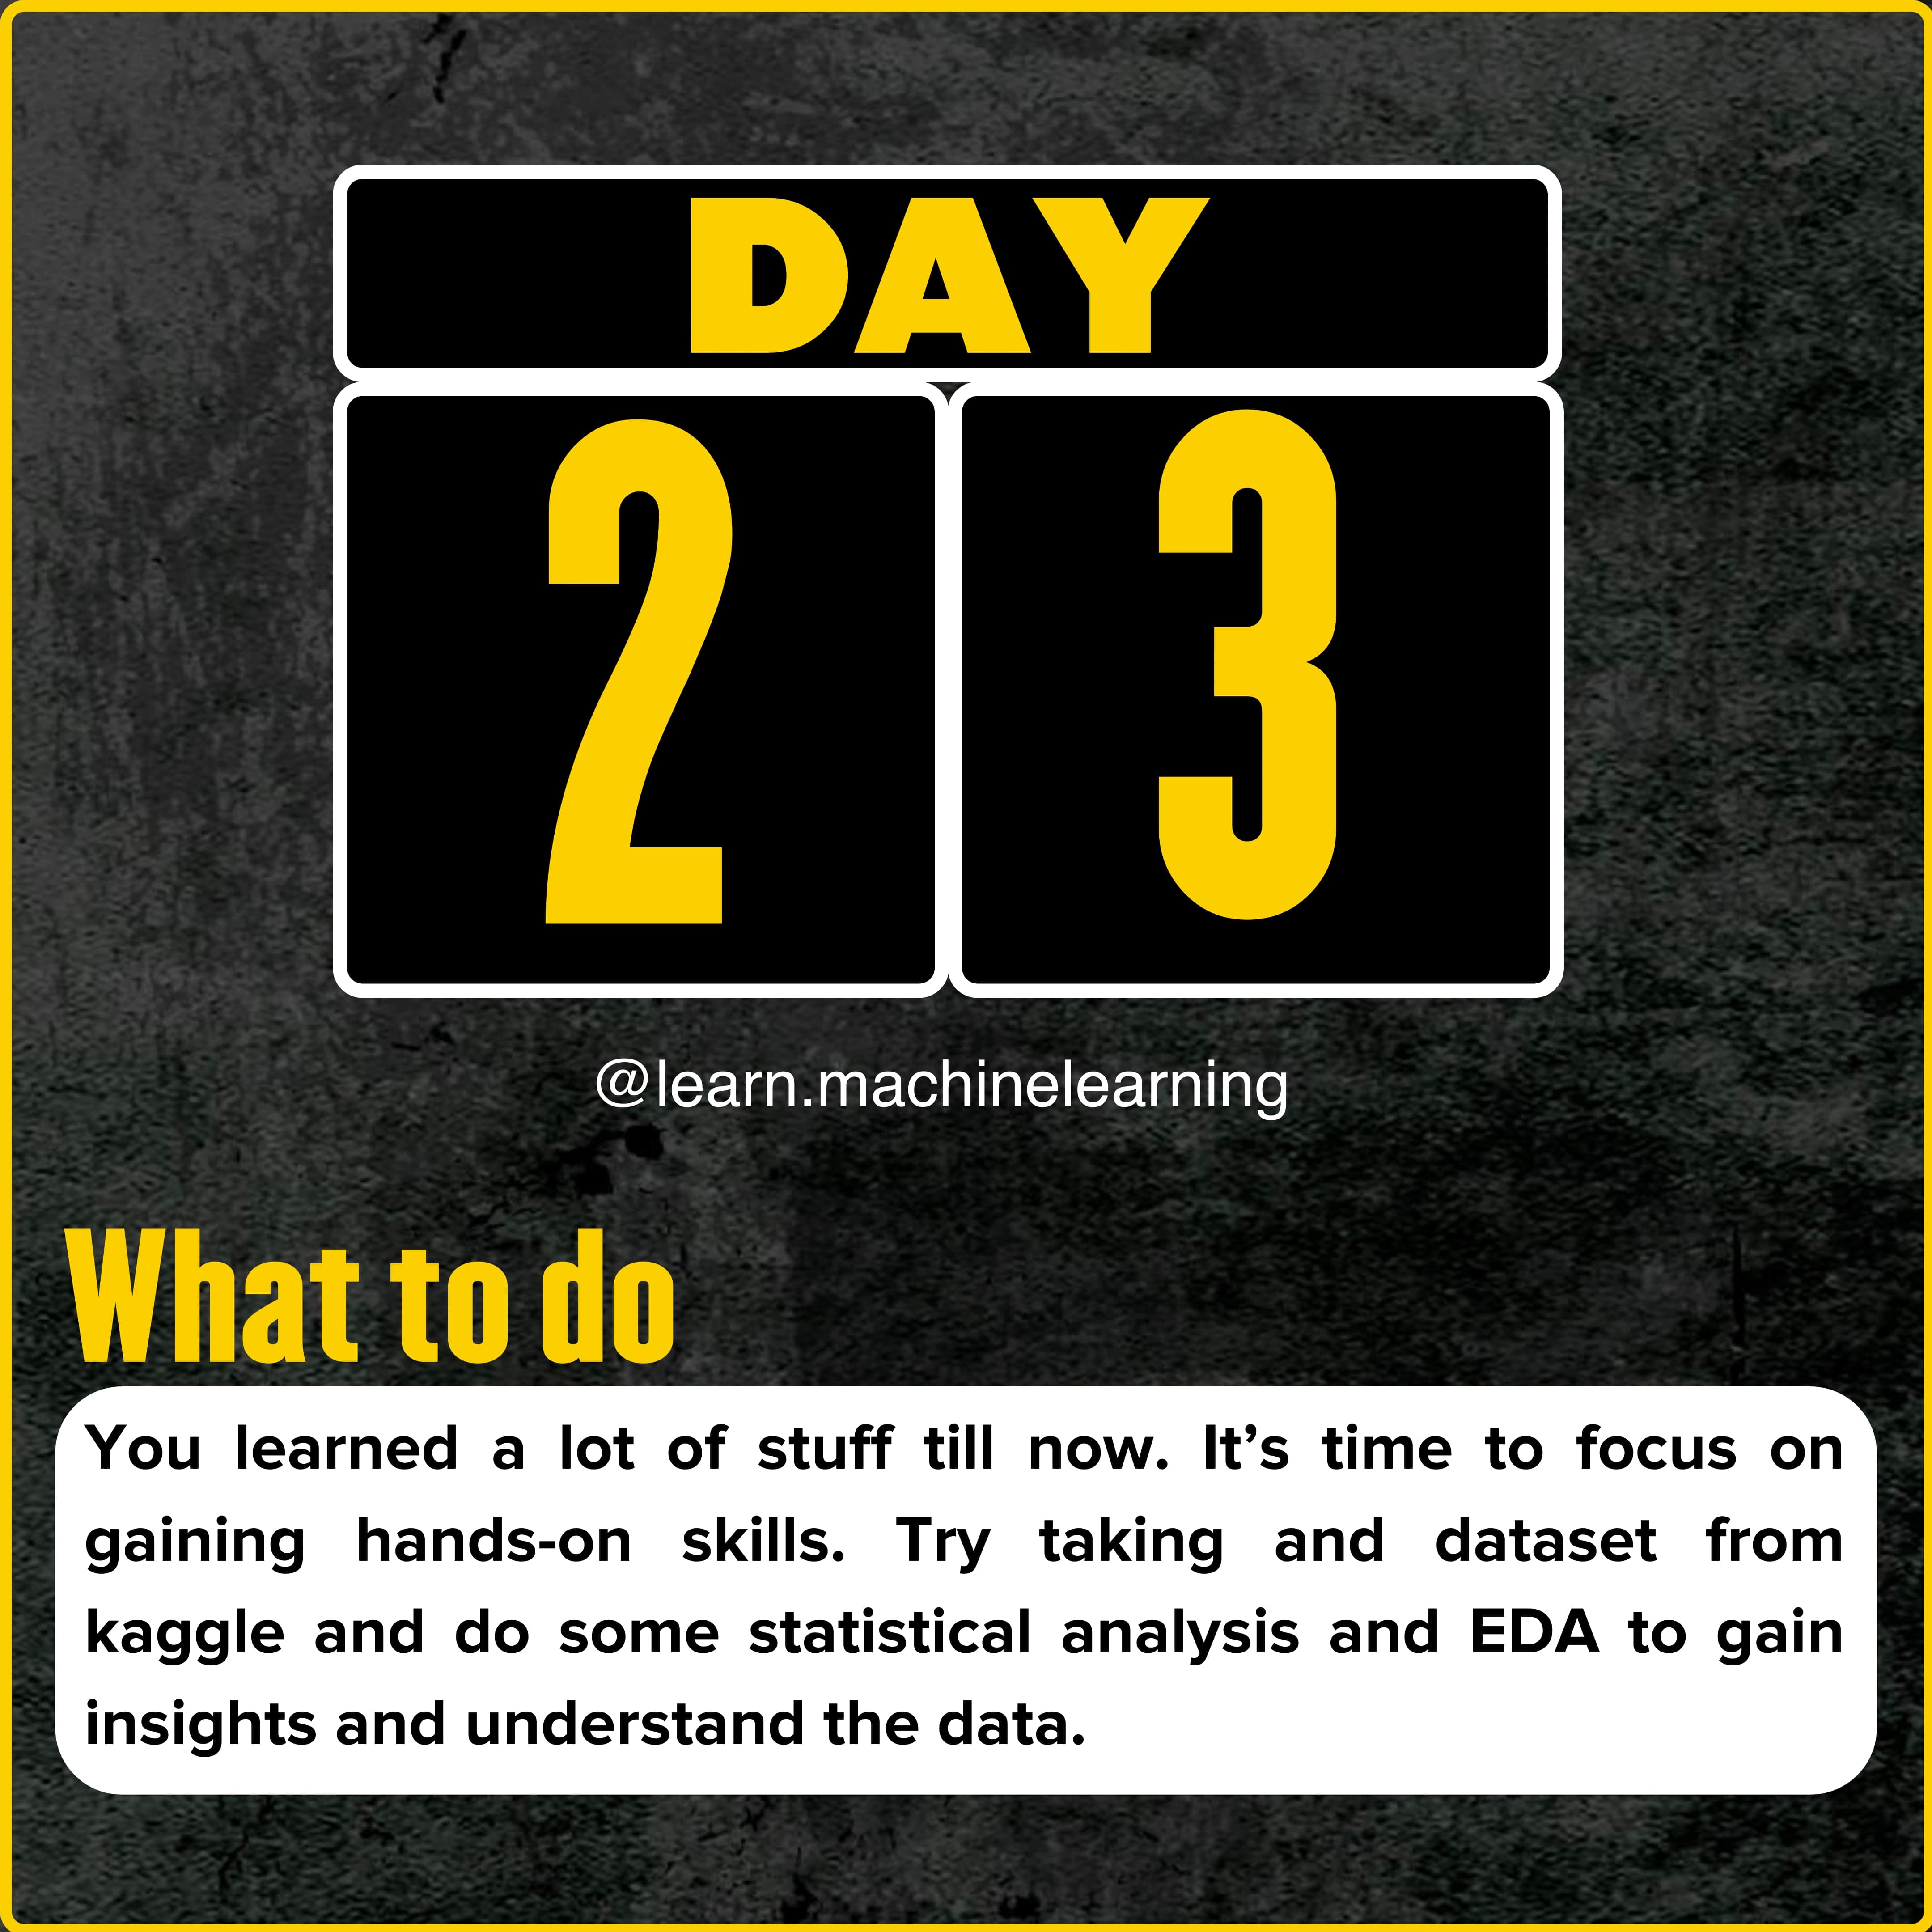 DAY
2 3
@learn.machinelearning
What to do
You learned a lot of stuff till now. It’s time to focus on
gaining hands-on skills. Try taking and dataset from
kaggle and do some statistical analysis and EDA to gain
insights and understand the data.